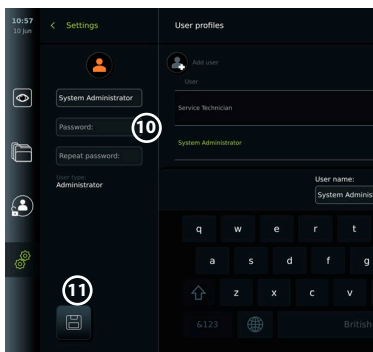 10:57
10 Jun
Settings
User profiles
Add user
User
System Administrator
Service Technician
Password:
10
System Administrator
Repeat password:
User type:
Administrator
User name:
System Adminis
q w e r t
a s d f g
11
z x c v
&123
British